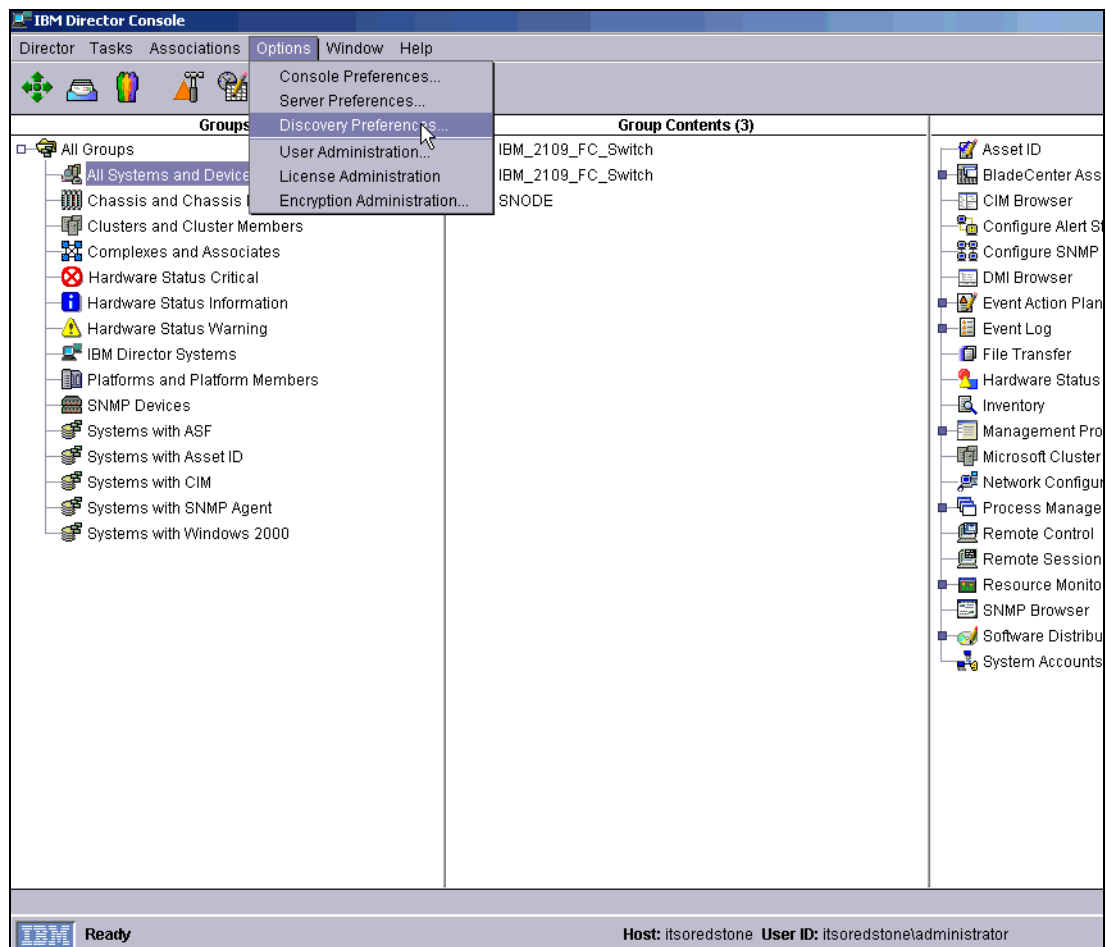 IBM Director Console
Director Tasks Associations Options Window Help
Console Preferences...
Server Preferences...
Discovery Preferences...
User Administration...
License Administration
Encryption Administration...
Groups
All Groups
All Systems and Device
Chassis and Chassis
Clusters and Cluster Members
Complexes and Associates
Hardware Status Critical
Hardware Status Information
Hardware Status Warning
IBM Director Systems
Platforms and Platform Members
SNMP Devices
Systems with ASF
Systems with Asset ID
Systems with CIM
Systems with SNMP Agent
Systems with Windows 2000
Group Contents (3)
IBM_2109_FC_Switch
IBM_2109_FC_Switch
SNODE
Asset ID
BladeCenter Ass
CIM Browser
Configure Alert St
Configure SNMP
DMI Browser
Event Action Plan
Event Log
File Transfer
Hardware Status
Inventory
Management Pro
Microsoft Cluster
Network Configur
Process Manage
Remote Control
Remote Session
Resource Monito
SNMP Browser
Software Distribu
System Accounts
IBM Ready
Host: itsoredstone User ID: itsoredstone\administrator